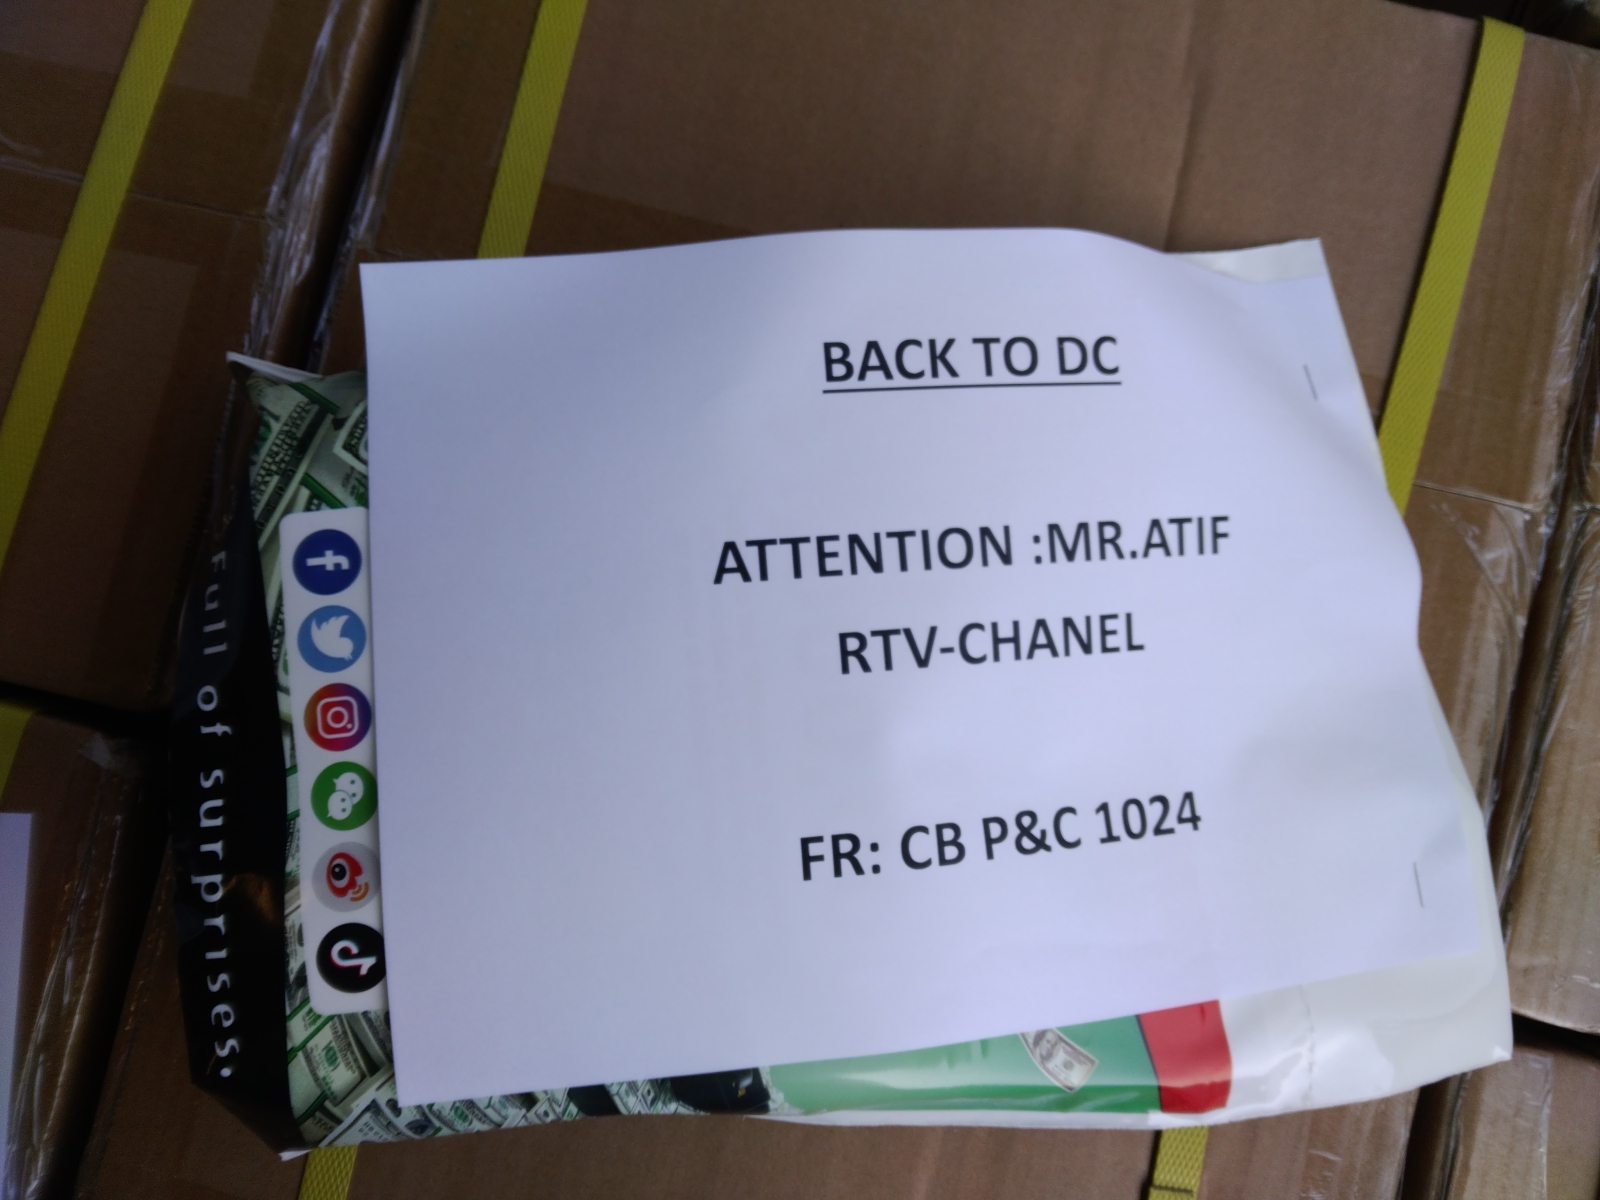 BACK TO DC
ATTENTION :MR.ATIF
RTV-CHANEL
FR: CB P&C 1024
Full of surprises.